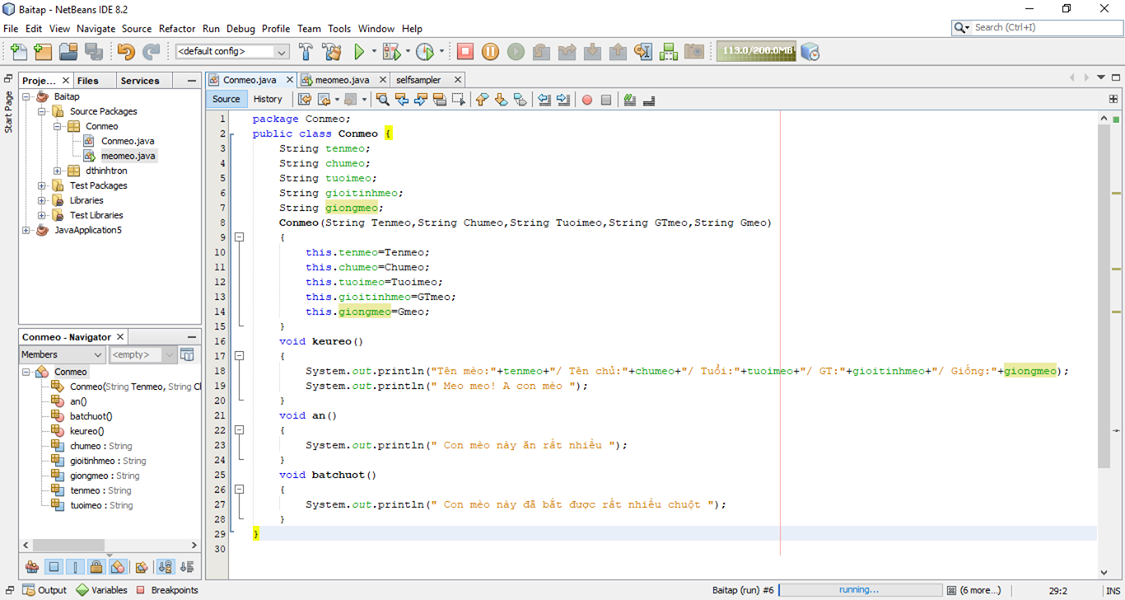 Baitap - NetBeans IDE 8.2
File Edit View Navigate Source Refactor Run Debug Profile Team Tools Window Help
Search (Ctrl+I)
<default config>
113.0/200.0MB
Start Page
Proje... Files Services
Conmeo.java meomeo.java selfsampler
Source History
Baitap
Source Packages
Conmeo
Conmeo.java
meomeo.java
dthinhtron
Test Packages
Libraries
Test Libraries
JavaApplication5
Conmeo - Navigator
Members <empty>
Conmeo
Conmeo(String Tenmeo, String Cl
an()
batchuot()
keureo()
chumeo : String
gioitinhmeo : String
giongmeo : String
tenmeo : String
tuoimeo : String
1 package Conmeo;
2 public class Conmeo {
3 String tenmeo;
4 String chumeo;
5 String tuoimeo;
6 String gioitinhmeo;
7 String giongmeo;
8 Conmeo(String Tenmeo,String Chumeo,String Tuoimeo,String GTmeo,String Gmeo)
9 {
10 this.tenmeo=Tenmeo;
11 this.chumeo=Chumeo;
12 this.tuoimeo=Tuoimeo;
13 this.gioitinhmeo=GTmeo;
14 this.giongmeo=Gmeo;
15 }
16 void keureo()
17 {
18 System.out.println("Tên mèo:"+tenmeo+"/ Tên chủ:"+chumeo+"/ Tuổi:"+tuoimeo+"/ GT:"+gioitinhmeo+"/ Giống:"+giongmeo);
19 System.out.println(" Meo meo! A con mèo ");
20 }
21 void an()
22 {
23 System.out.println(" Con mèo này ăn rất nhiều ");
24 }
25 void batchuot()
26 {
27 System.out.println(" Con mèo này đã bắt được rất nhiều chuột ");
28 }
29 }
30
Output Variables Breakpoints
Baitap (run) #6 running... (6 more...) 29:2 INS